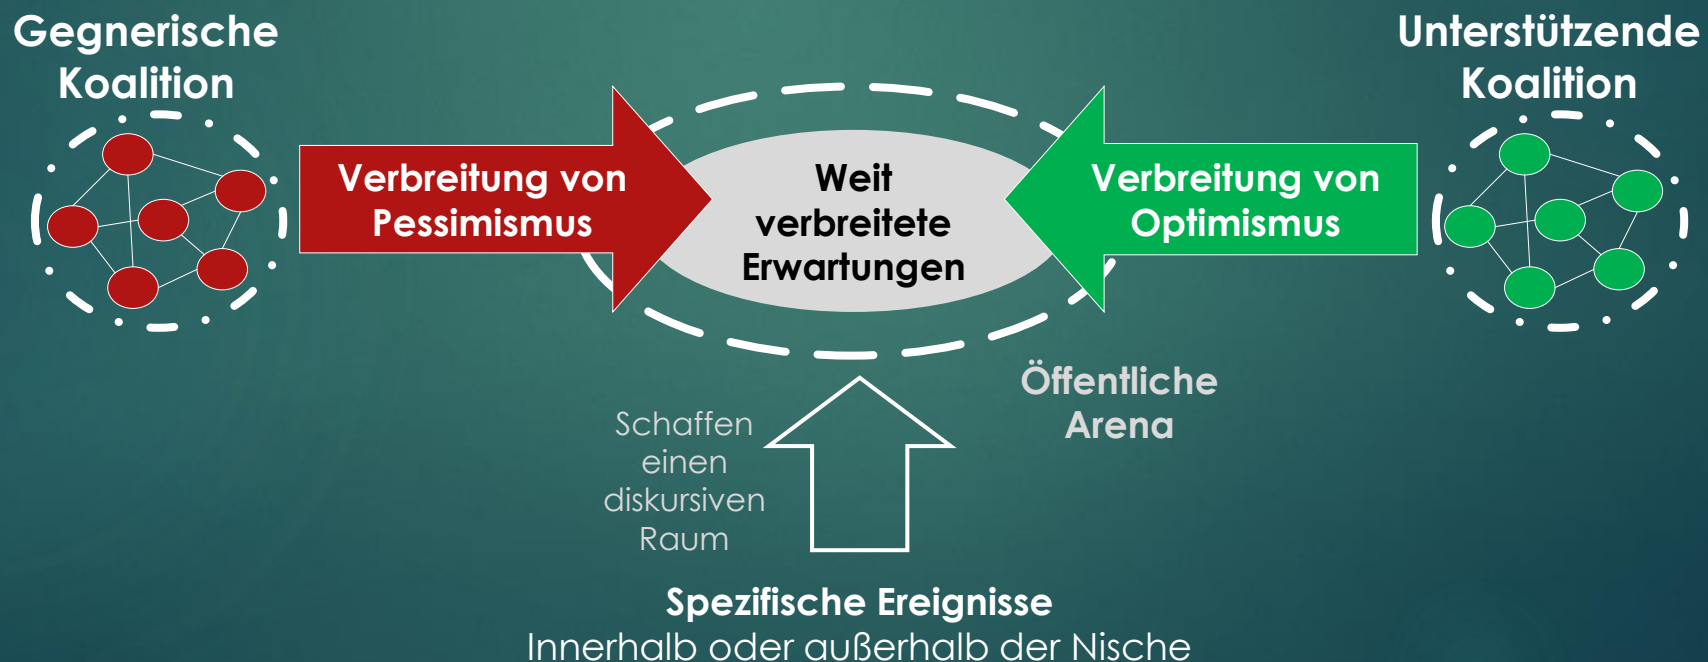 Gegnerische
Koalition
Unterstützende
Koalition
Verbreitung von
Pessimismus
Weit
verbreitete
Erwartungen
Verbreitung von
Optimismus
Öffentliche
Arena
Schaffen
einen
diskursiven
Raum
Spezifische Ereignisse
Innerhalb oder außerhalb der Nische